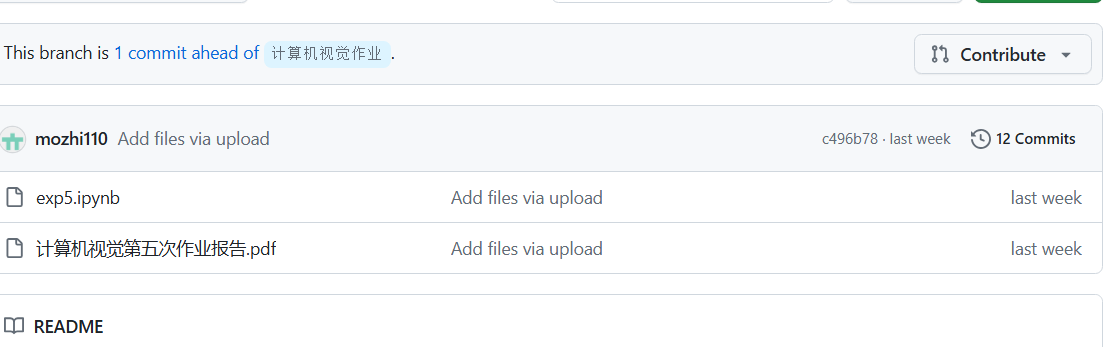 This branch is 1 commit ahead of 计算机视觉作业.
Contribute
mozhi110 Add files via upload c496b78 · last week 12 Commits
exp5.ipynb Add files via upload last week
计算机视觉第五次作业报告.pdf Add files via upload last week
README